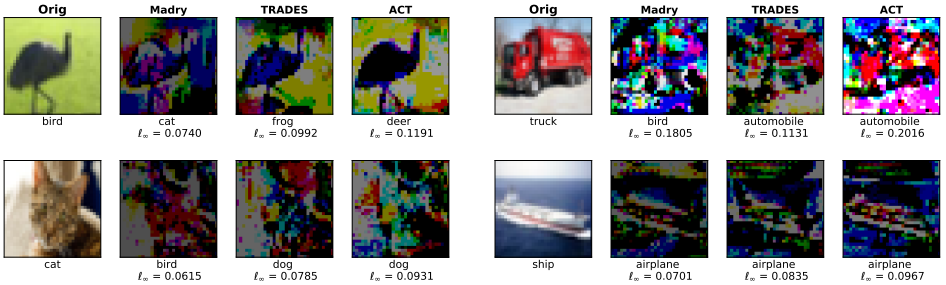 Orig Madry TRADES ACT Orig Madry TRADES ACT
bird cat frog deer truck bird automobile automobile
ℓ∞ = 0.0740 ℓ∞ = 0.0992 ℓ∞ = 0.1191 ℓ∞ = 0.1805 ℓ∞ = 0.1131 ℓ∞ = 0.2016
cat bird dog dog ship airplane airplane airplane
ℓ∞ = 0.0615 ℓ∞ = 0.0785 ℓ∞ = 0.0931 ℓ∞ = 0.0701 ℓ∞ = 0.0835 ℓ∞ = 0.0967